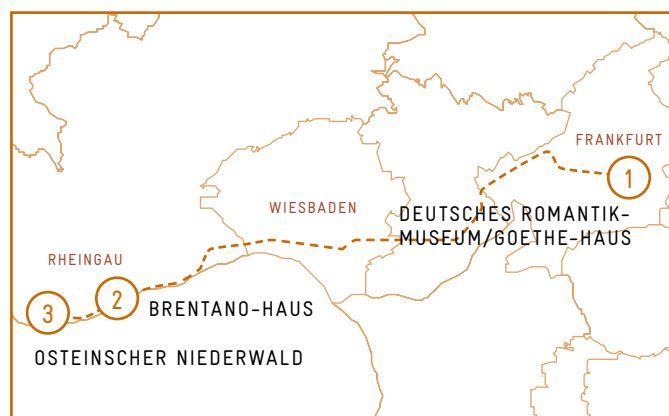 FRANKFURT
1
WIESBADEN
DEUTSCHES ROMANTIK-
MUSEUM/GOETHE-HAUS
RHEINGAU
2
BRENTANO-HAUS
3
OSTEINSCHER NIEDERWALD